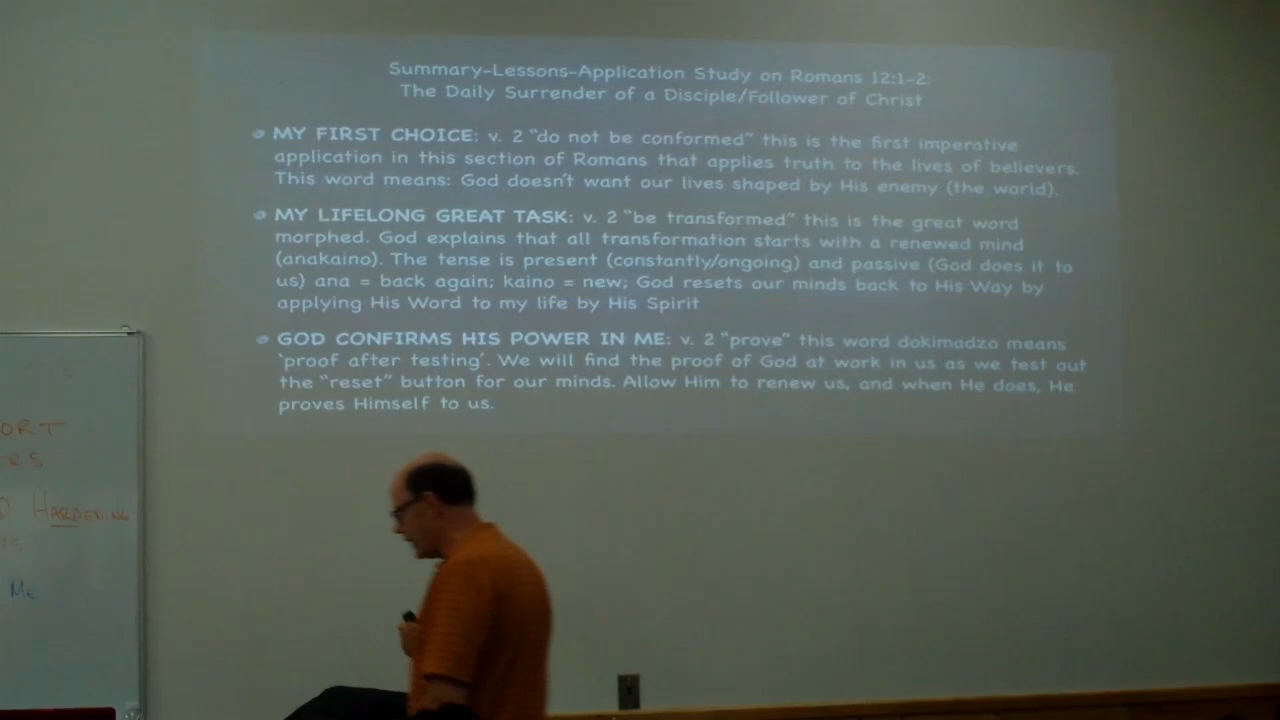 Summary-Lessons-Application Study on Romans 12:1-2:
The Daily Surrender of a Disciple/Follower of Christ
MY FIRST CHOICE: v. 2 "do not be conformed" this is the first imperative
application in this section of Romans that applies truth to the lives of believers.
This word means: God doesn't want our lives shaped by His enemy (the world).
MY LIFELONG GREAT TASK: v. 2 "be transformed" this is the great word
morphed. God explains that all transformation starts with a renewed mind
(anakaino). The tense is present (constantly/ongoing) and passive (God does it to
us) ana = back again; kaino = new; God resets our minds back to His Way by
applying His Word to my life by His Spirit
GOD CONFIRMS HIS POWER IN ME: v. 2 "prove" this word dokimadzo means
'proof after testing'. We will find the proof of God at work in us as we test out
the "reset" button for our minds. Allow Him to renew us, and when He does, He
proves Himself to us.
ORT
RS
D HARDENING
ME